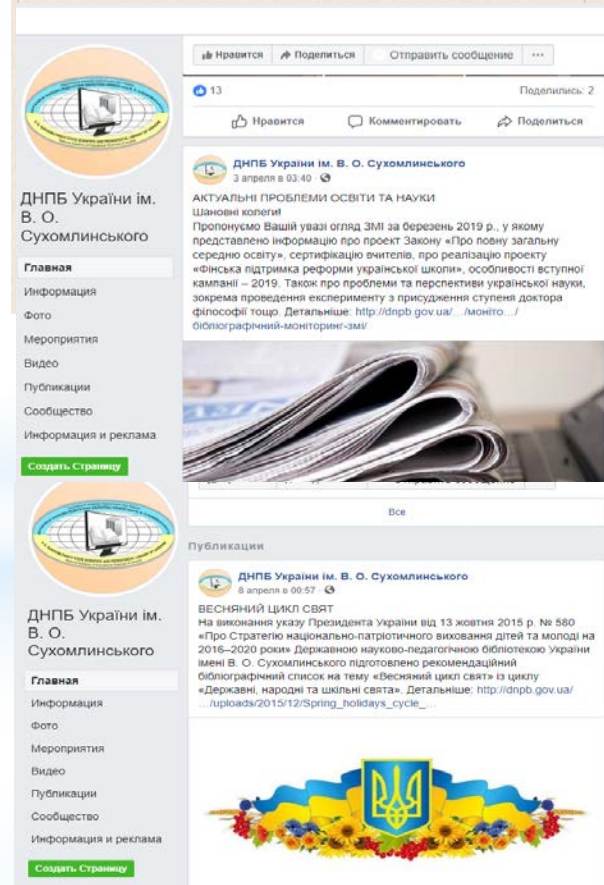 Нравится Поделиться Отправить сообщение ...
13 Поделились: 2
Нравится Комментировать Поделиться
ДНПБ України ім.
В. О.
Сухомлинського
Главная
Информация
Фото
Мероприятия
Видео
Публикации
Сообщество
Информация и реклама
Создать Страницу
ДНПБ України ім. В. О. Сухомлинського
3 апреля в 03:40 ·
АКТУАЛЬНІ ПРОБЛЕМИ ОСВІТИ ТА НАУКИ
Шановні колеги!
Пропонуємо Вашій увазі огляд ЗМІ за березень 2019 р., у якому
представлено інформацію про проект Закону «Про повну загальну
середню освіту», сертифікацію вчителів, про реалізацію проекту
«Фінська підтримка реформи української школи», особливості вступної
кампанії – 2019. Також про проблеми та перспективи української науки,
зокрема проведення експерименту з присудження ступеня доктора
філософії тощо. Детальніше: http://dnpb.gov.ua/.../моніто.../
бібліографічний-моніторинг-змі/
Все
Публикации
ДНПБ України ім.
В. О.
Сухомлинського
Главная
Информация
Фото
Мероприятия
Видео
Публикации
Сообщество
Информация и реклама
Создать Страницу
ДНПБ України ім. В. О. Сухомлинського
8 апреля в 00:57 ·
ВЕСНЯНИЙ ЦИКЛ СВЯТ
На виконання указу Президента України від 13 жовтня 2015 р. № 580
«Про Стратегію національно-патріотичного виховання дітей та молоді на
2016–2020 роки» Державною науково-педагогічною бібліотекою України
імені В. О. Сухомлинського підготовлено рекомендаційний
бібліографічний список на тему «Весняний цикл свят» із циклу
«Державні, народні та шкільні свята». Детальніше: http://dnpb.gov.ua/
.../uploads/2015/12/Spring_holidays_cycle_...